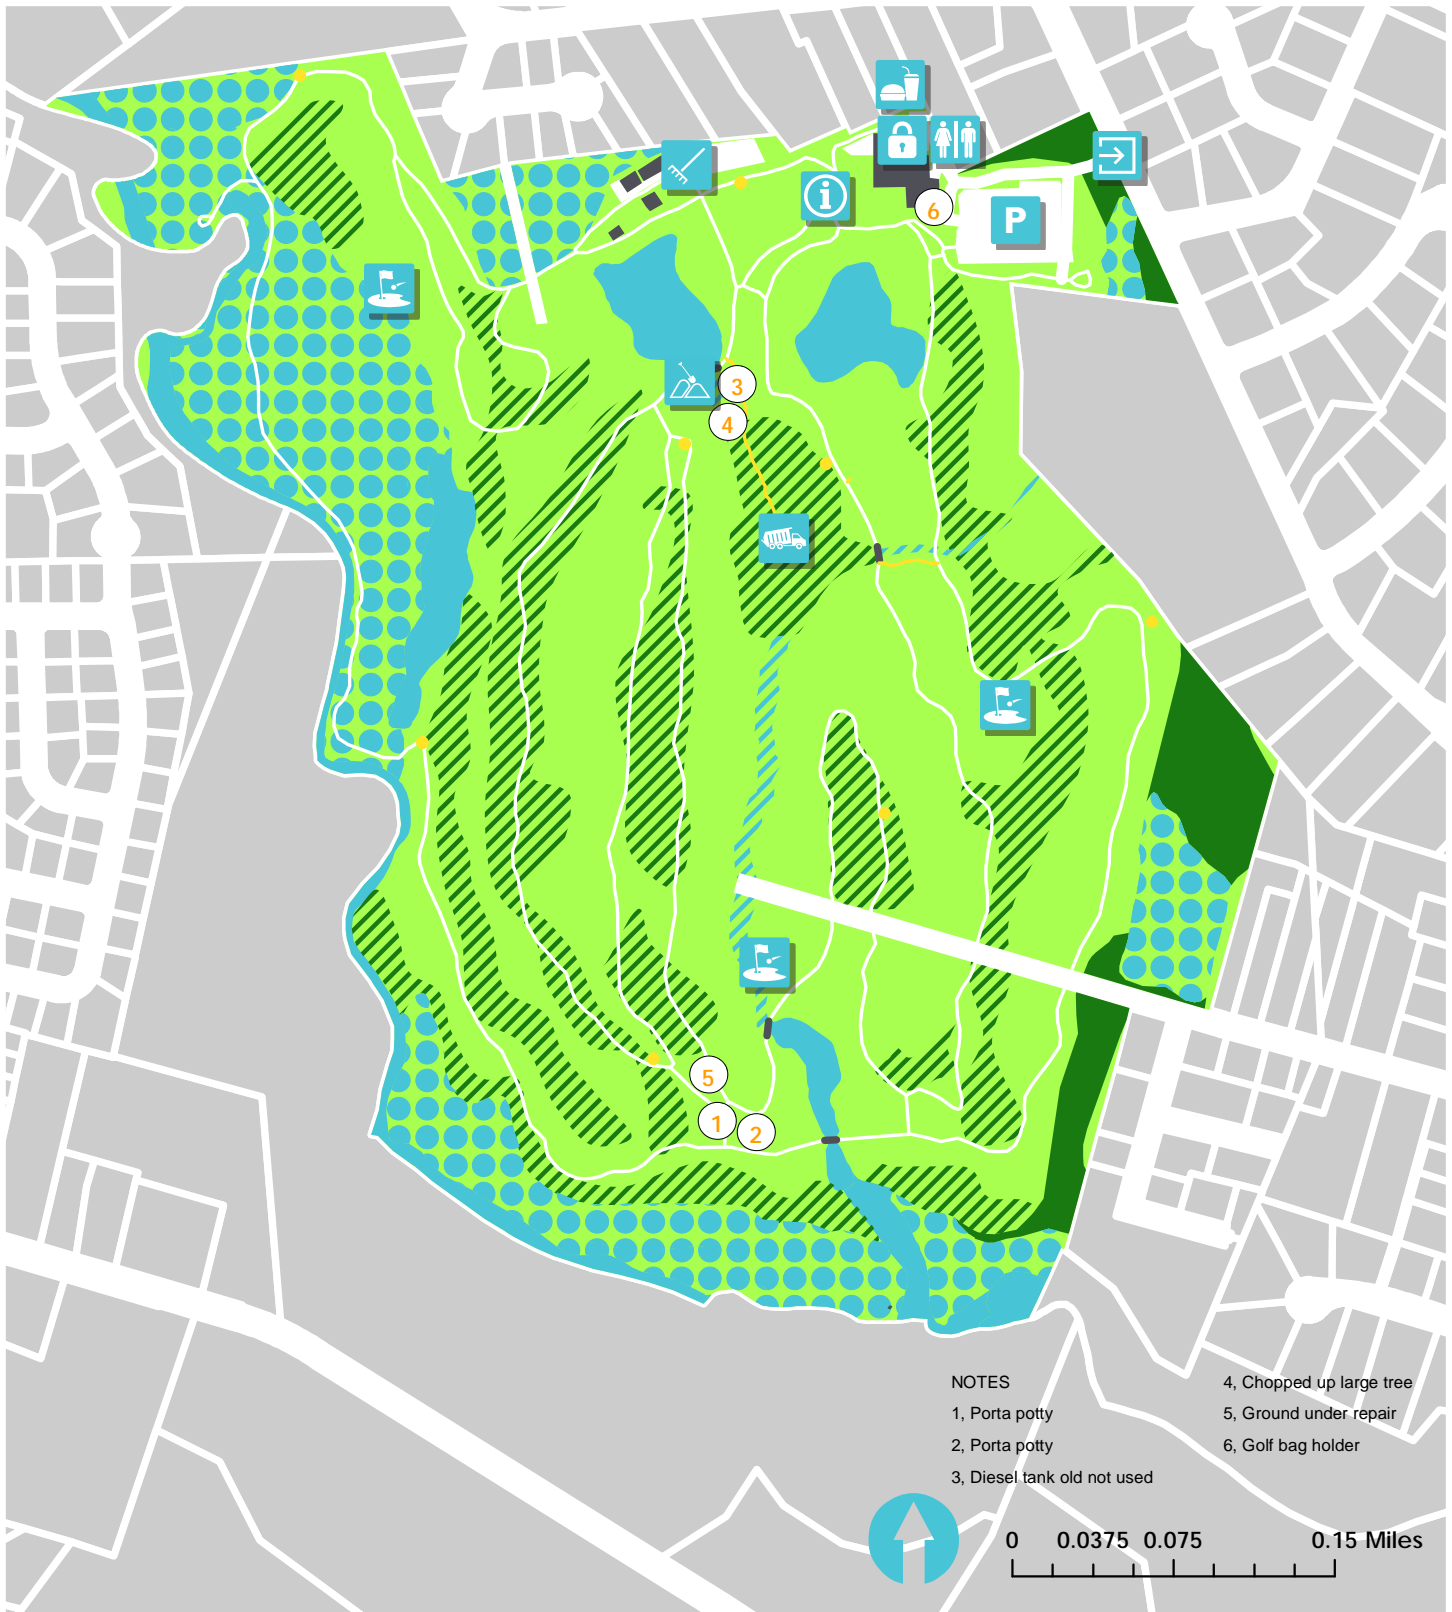 i
6
P
3
4
5
1
2
NOTES
1, Porta potty
2, Porta potty
3, Diesel tank old not used
4, Chopped up large tree
5, Ground under repair
6, Golf bag holder
0 0.0375 0.075 0.15 Miles